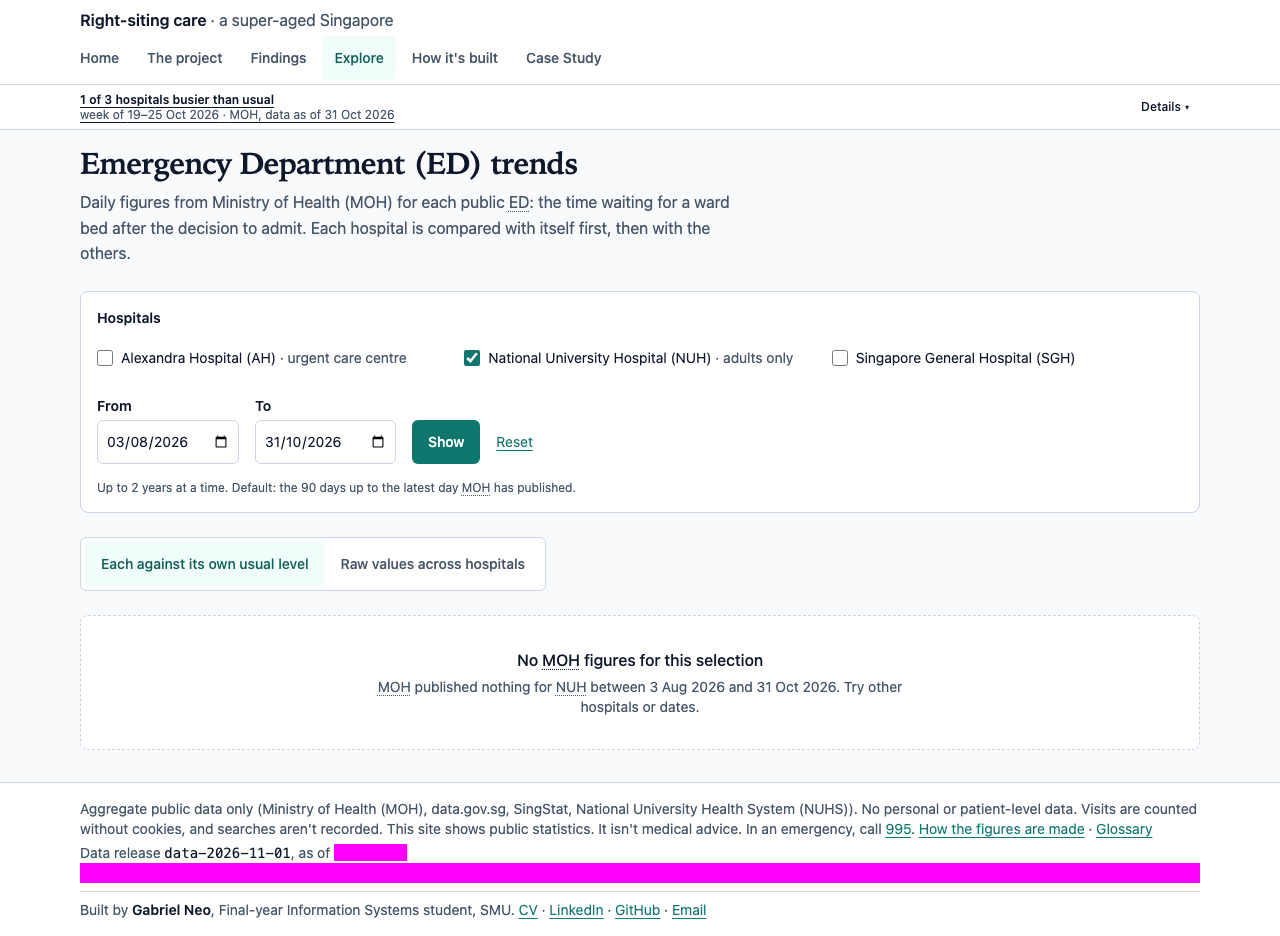 Right-siting care · a super-aged Singapore
Home The project Findings Explore How it's built Case Study
1 of 3 hospitals busier than usual
week of 19–25 Oct 2026 · MOH, data as of 31 Oct 2026
Details ▾
Emergency Department (ED) trends
Daily figures from Ministry of Health (MOH) for each public ED: the time waiting for a ward
bed after the decision to admit. Each hospital is compared with itself first, then with the
others.
Hospitals
Alexandra Hospital (AH) · urgent care centre
National University Hospital (NUH) · adults only
Singapore General Hospital (SGH)
From To
03/08/2026 31/10/2026 Show Reset
Up to 2 years at a time. Default: the 90 days up to the latest day MOH has published.
Each against its own usual level Raw values across hospitals
No MOH figures for this selection
MOH published nothing for NUH between 3 Aug 2026 and 31 Oct 2026. Try other
hospitals or dates.
Aggregate public data only (Ministry of Health (MOH), data.gov.sg, SingStat, National University Health System (NUHS)). No personal or patient-level data. Visits are counted
without cookies, and searches aren't recorded. This site shows public statistics. It isn't medical advice. In an emergency, call 995. How the figures are made · Glossary
Data release data-2026-11-01, as of
Built by Gabriel Neo, Final-year Information Systems student, SMU. CV · LinkedIn · GitHub · Email